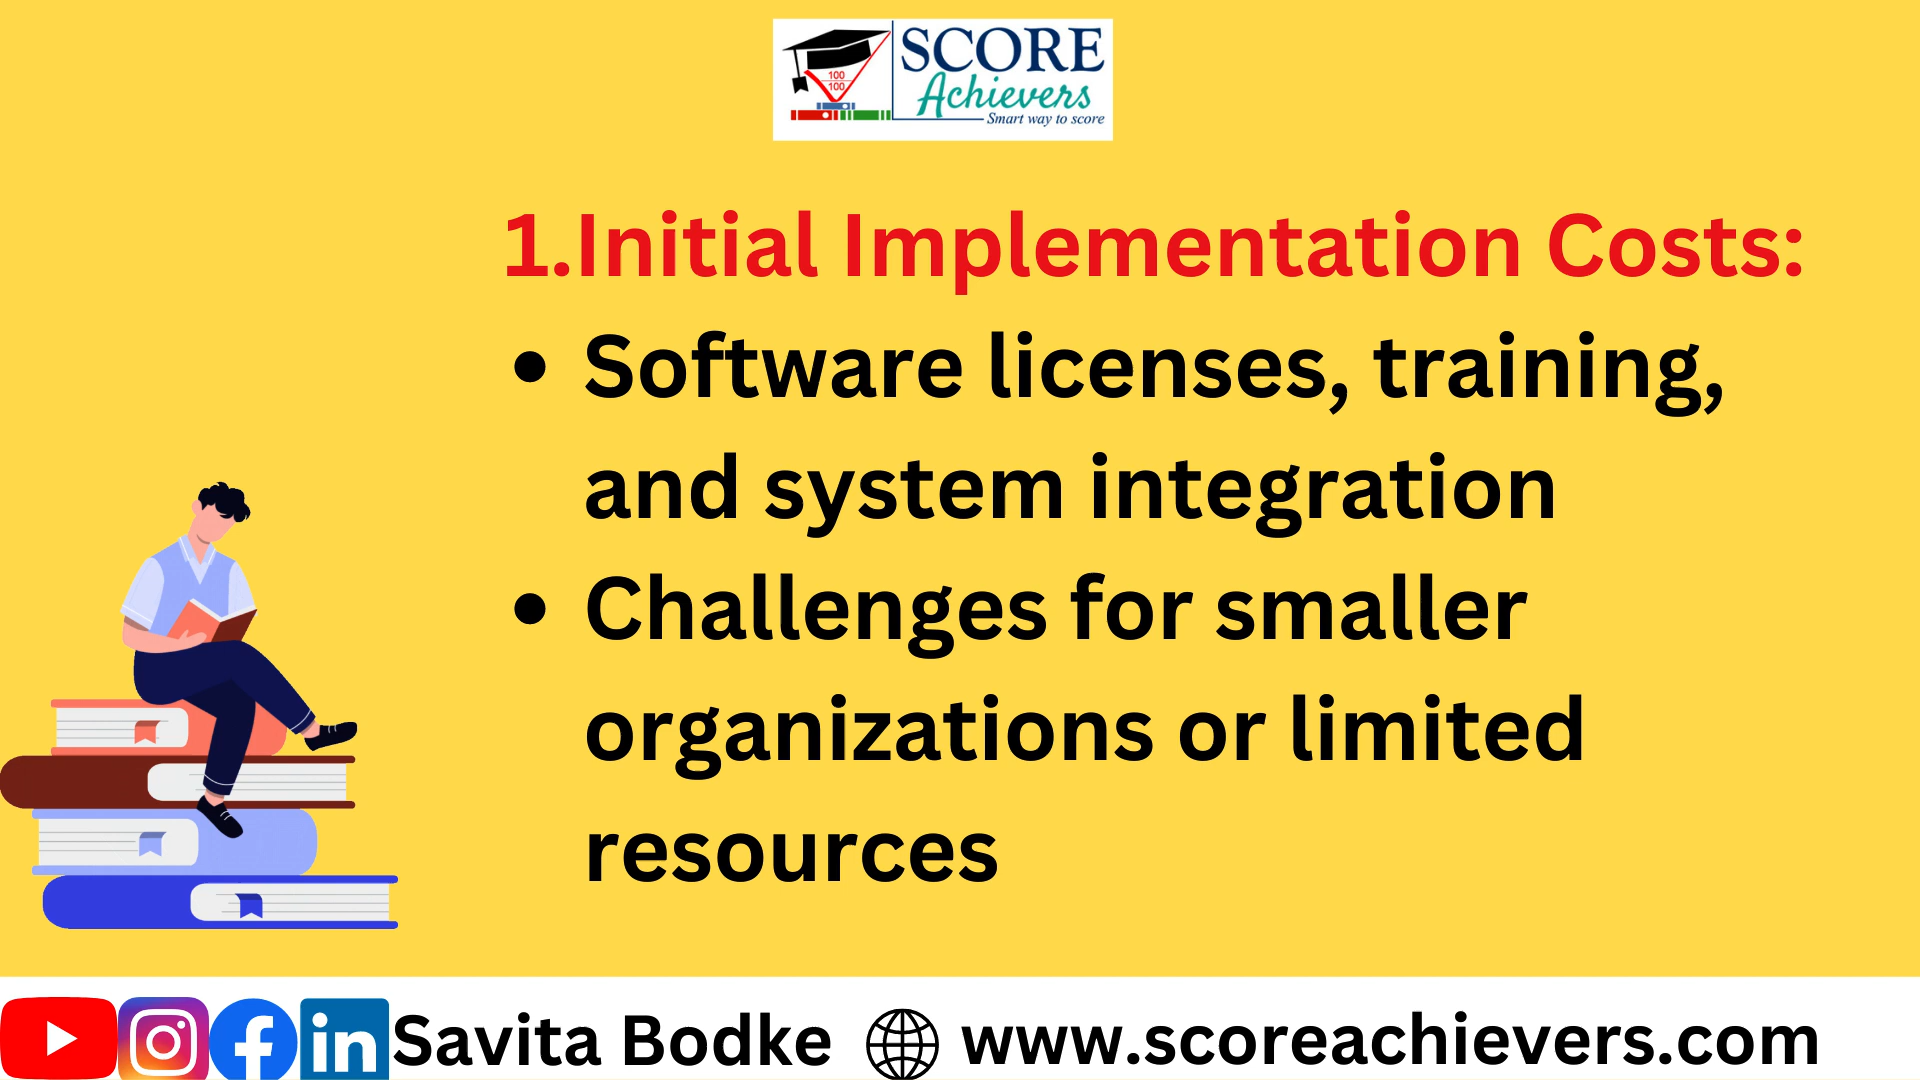 SCORE
Achievers
Smart way to score
100
100
1.Initial Implementation Costs:
• Software licenses, training,
and system integration
• Challenges for smaller
organizations or limited
resources
in Savita Bodke www.scoreachievers.com